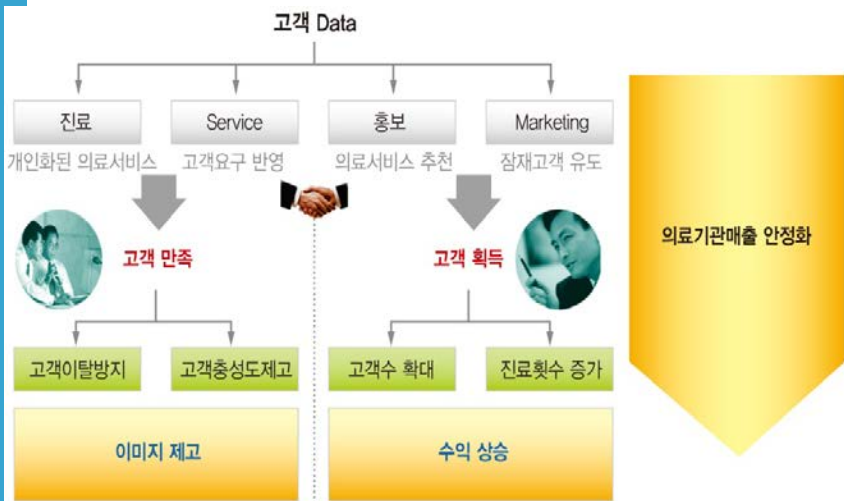 고객 Data
진료
Service
홍보
Marketing
개인화된 의료서비스
고객요구 반영
의료서비스 추천
잠재고객 유도
고객 만족
고객 획득
의료기관매출 안정화
고객이탈방지
고객충성도제고
고객수 확대
진료횟수 증가
이미지 제고
수익 상승